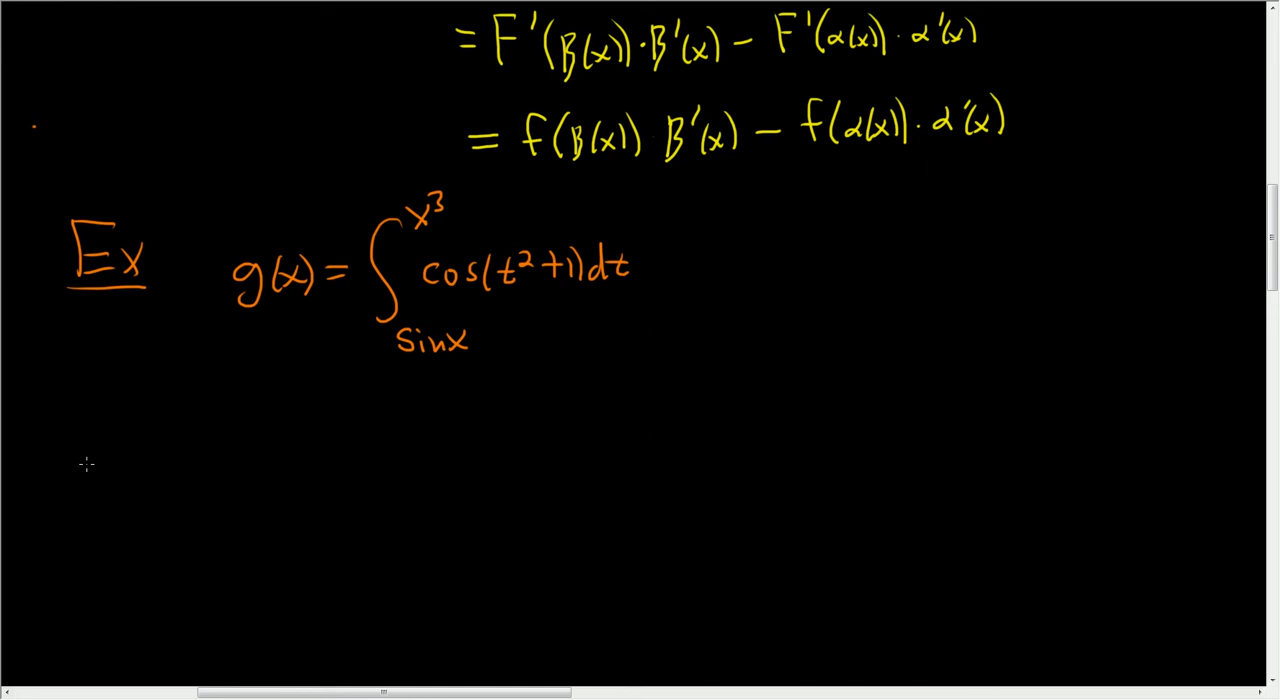 = F'(β(x))·β'(x) − F'(α(x))·α'(x)
= f(β(x)) β'(x) − f(α(x))·α'(x)
Ex g(x) = ∫_{sinx}^{x³} cos(t²+1)dt